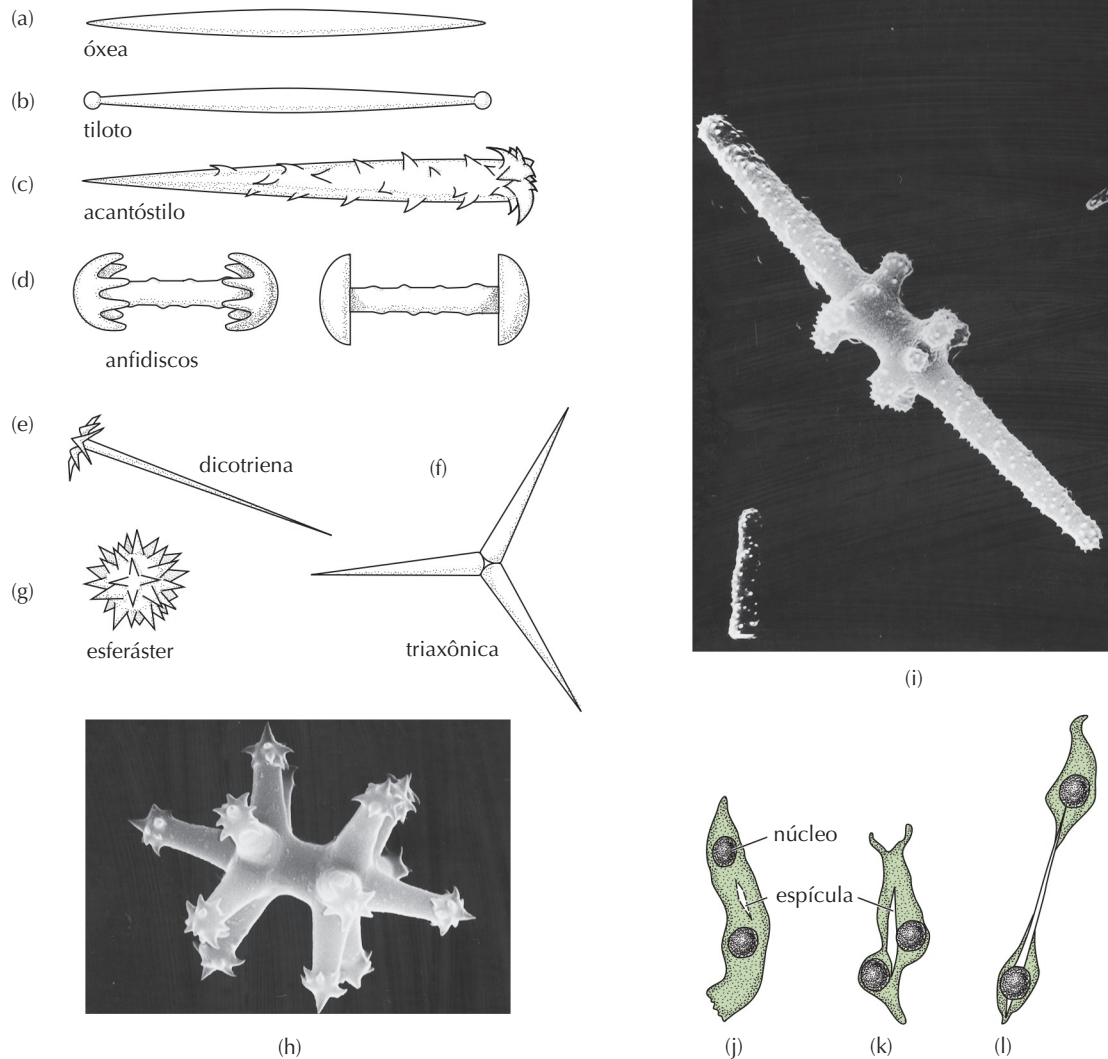 (a)
óxea
(b)
tiloto
(c)
acantóstilo
(d)
anfidiscos
(e)
dicotriena
(f)
(g)
esferáster
triaxônica
(h)
(i)
núcleo
espícula
(j)
(k)
(l)